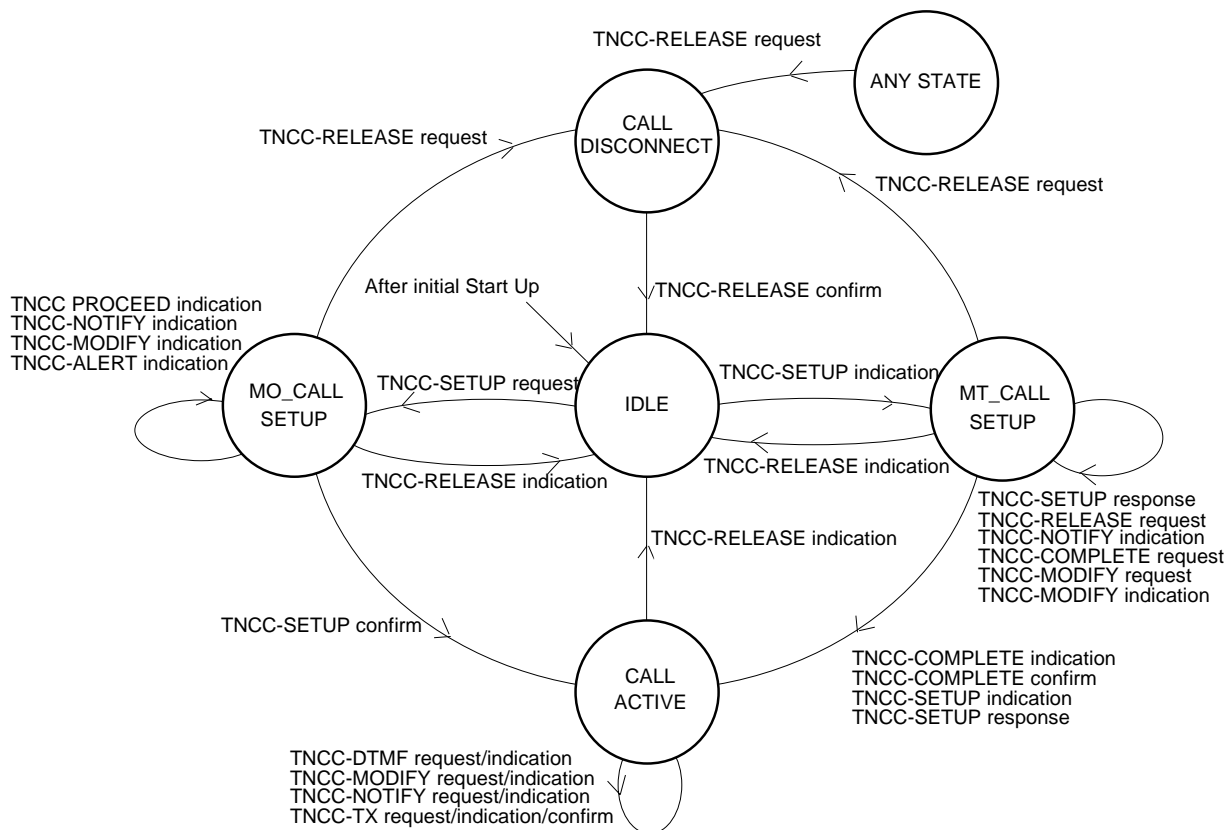 TNCC-RELEASE request
ANY STATE
CALL
DISCONNECT
TNCC-RELEASE request
TNCC-RELEASE request
After initial Start Up
TNCC-RELEASE confirm
TNCC PROCEED indication
TNCC-NOTIFY indication
TNCC-MODIFY indication
TNCC-ALERT indication
MO_CALL
SETUP
TNCC-SETUP request
IDLE
TNCC-SETUP indication
MT_CALL
SETUP
TNCC-RELEASE indication
TNCC-RELEASE indication
TNCC-SETUP response
TNCC-RELEASE request
TNCC-NOTIFY indication
TNCC-COMPLETE request
TNCC-MODIFY request
TNCC-MODIFY indication
TNCC-RELEASE indication
TNCC-SETUP confirm
CALL
ACTIVE
TNCC-COMPLETE indication
TNCC-COMPLETE confirm
TNCC-SETUP indication
TNCC-SETUP response
TNCC-DTMF request/indication
TNCC-MODIFY request/indication
TNCC-NOTIFY request/indication
TNCC-TX request/indication/confirm